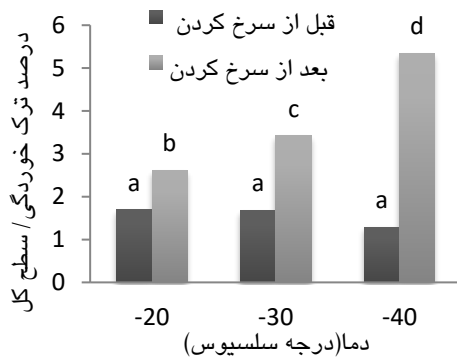 قبل از سرخ کردن
بعد از سرخ کردن
درصد ترک خوردگی/ سطح کل
6
5
4
3
2
1
0
a
b
a
c
a
d
-20
-30
-40
دما(درجه سلسیوس)